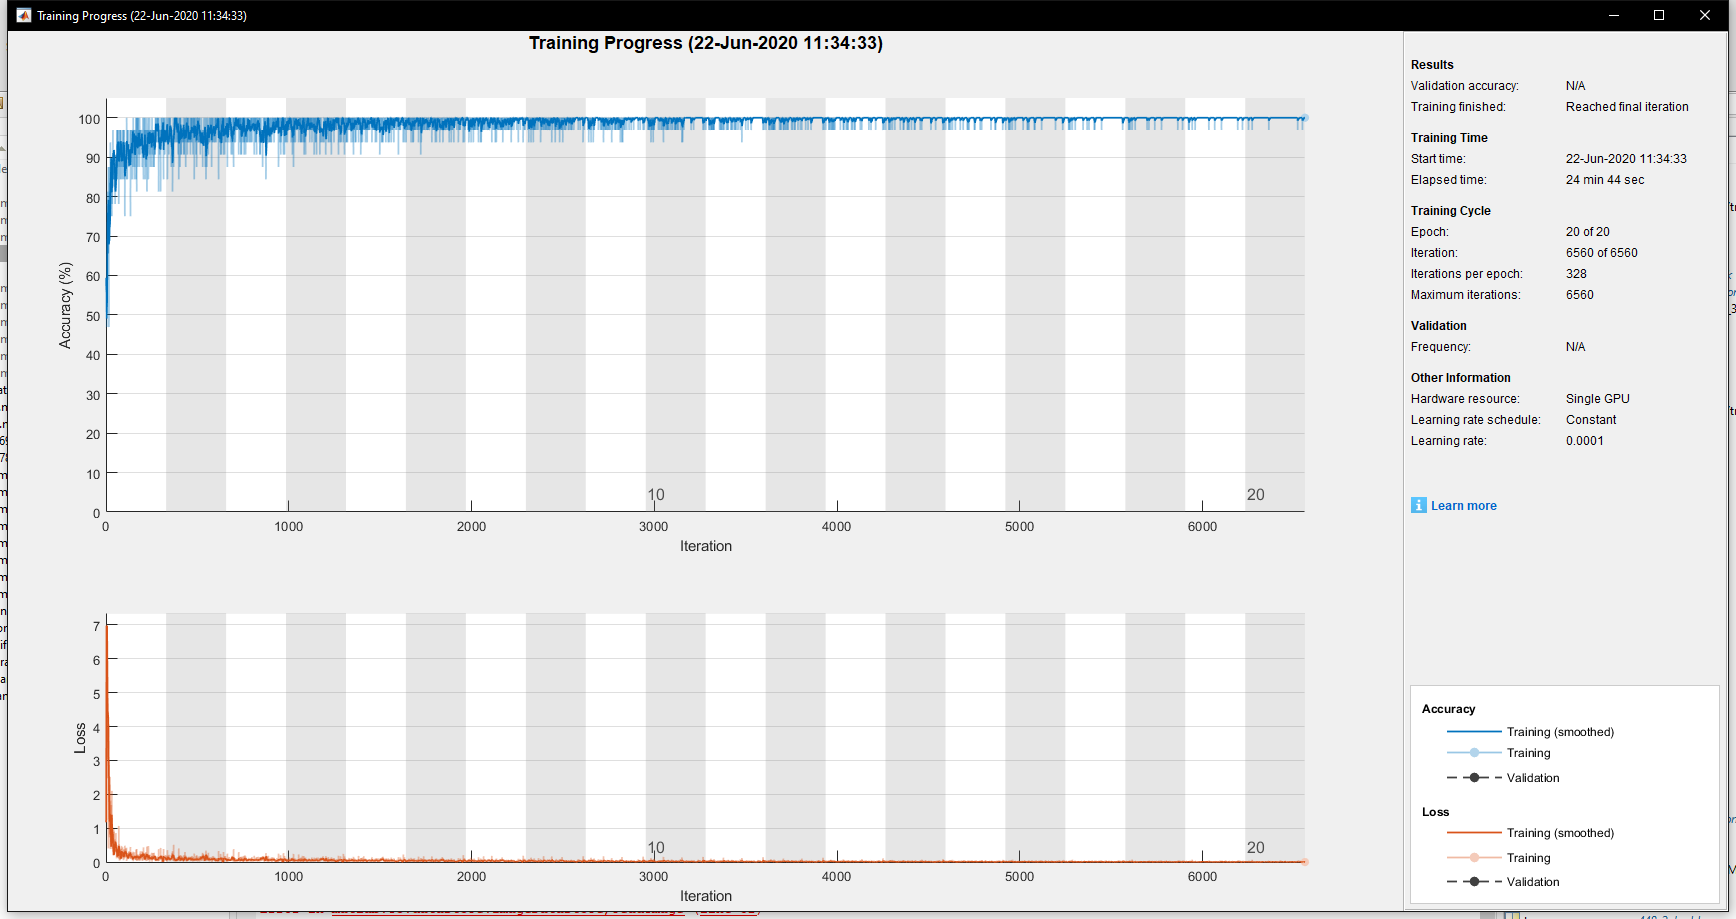 Training Progress (22-Jun-2020 11:34:33)
Training Progress (22-Jun-2020 11:34:33)
100
90
80
70
60
50
40
30
20
10
0
Accuracy (%)
10
20
0 1000 2000 3000 4000 5000 6000
Iteration
7
6
5
4
3
2
1
0
Loss
10
20
0 1000 2000 3000 4000 5000 6000
Iteration
Results
Validation accuracy: N/A
Training finished: Reached final iteration
Training Time
Start time: 22-Jun-2020 11:34:33
Elapsed time: 24 min 44 sec
Training Cycle
Epoch: 20 of 20
Iteration: 6560 of 6560
Iterations per epoch: 328
Maximum iterations: 6560
Validation
Frequency: N/A
Other Information
Hardware resource: Single GPU
Learning rate schedule: Constant
Learning rate: 0.0001
i Learn more
Accuracy
Training (smoothed)
Training
Validation
Loss
Training (smoothed)
Training
Validation